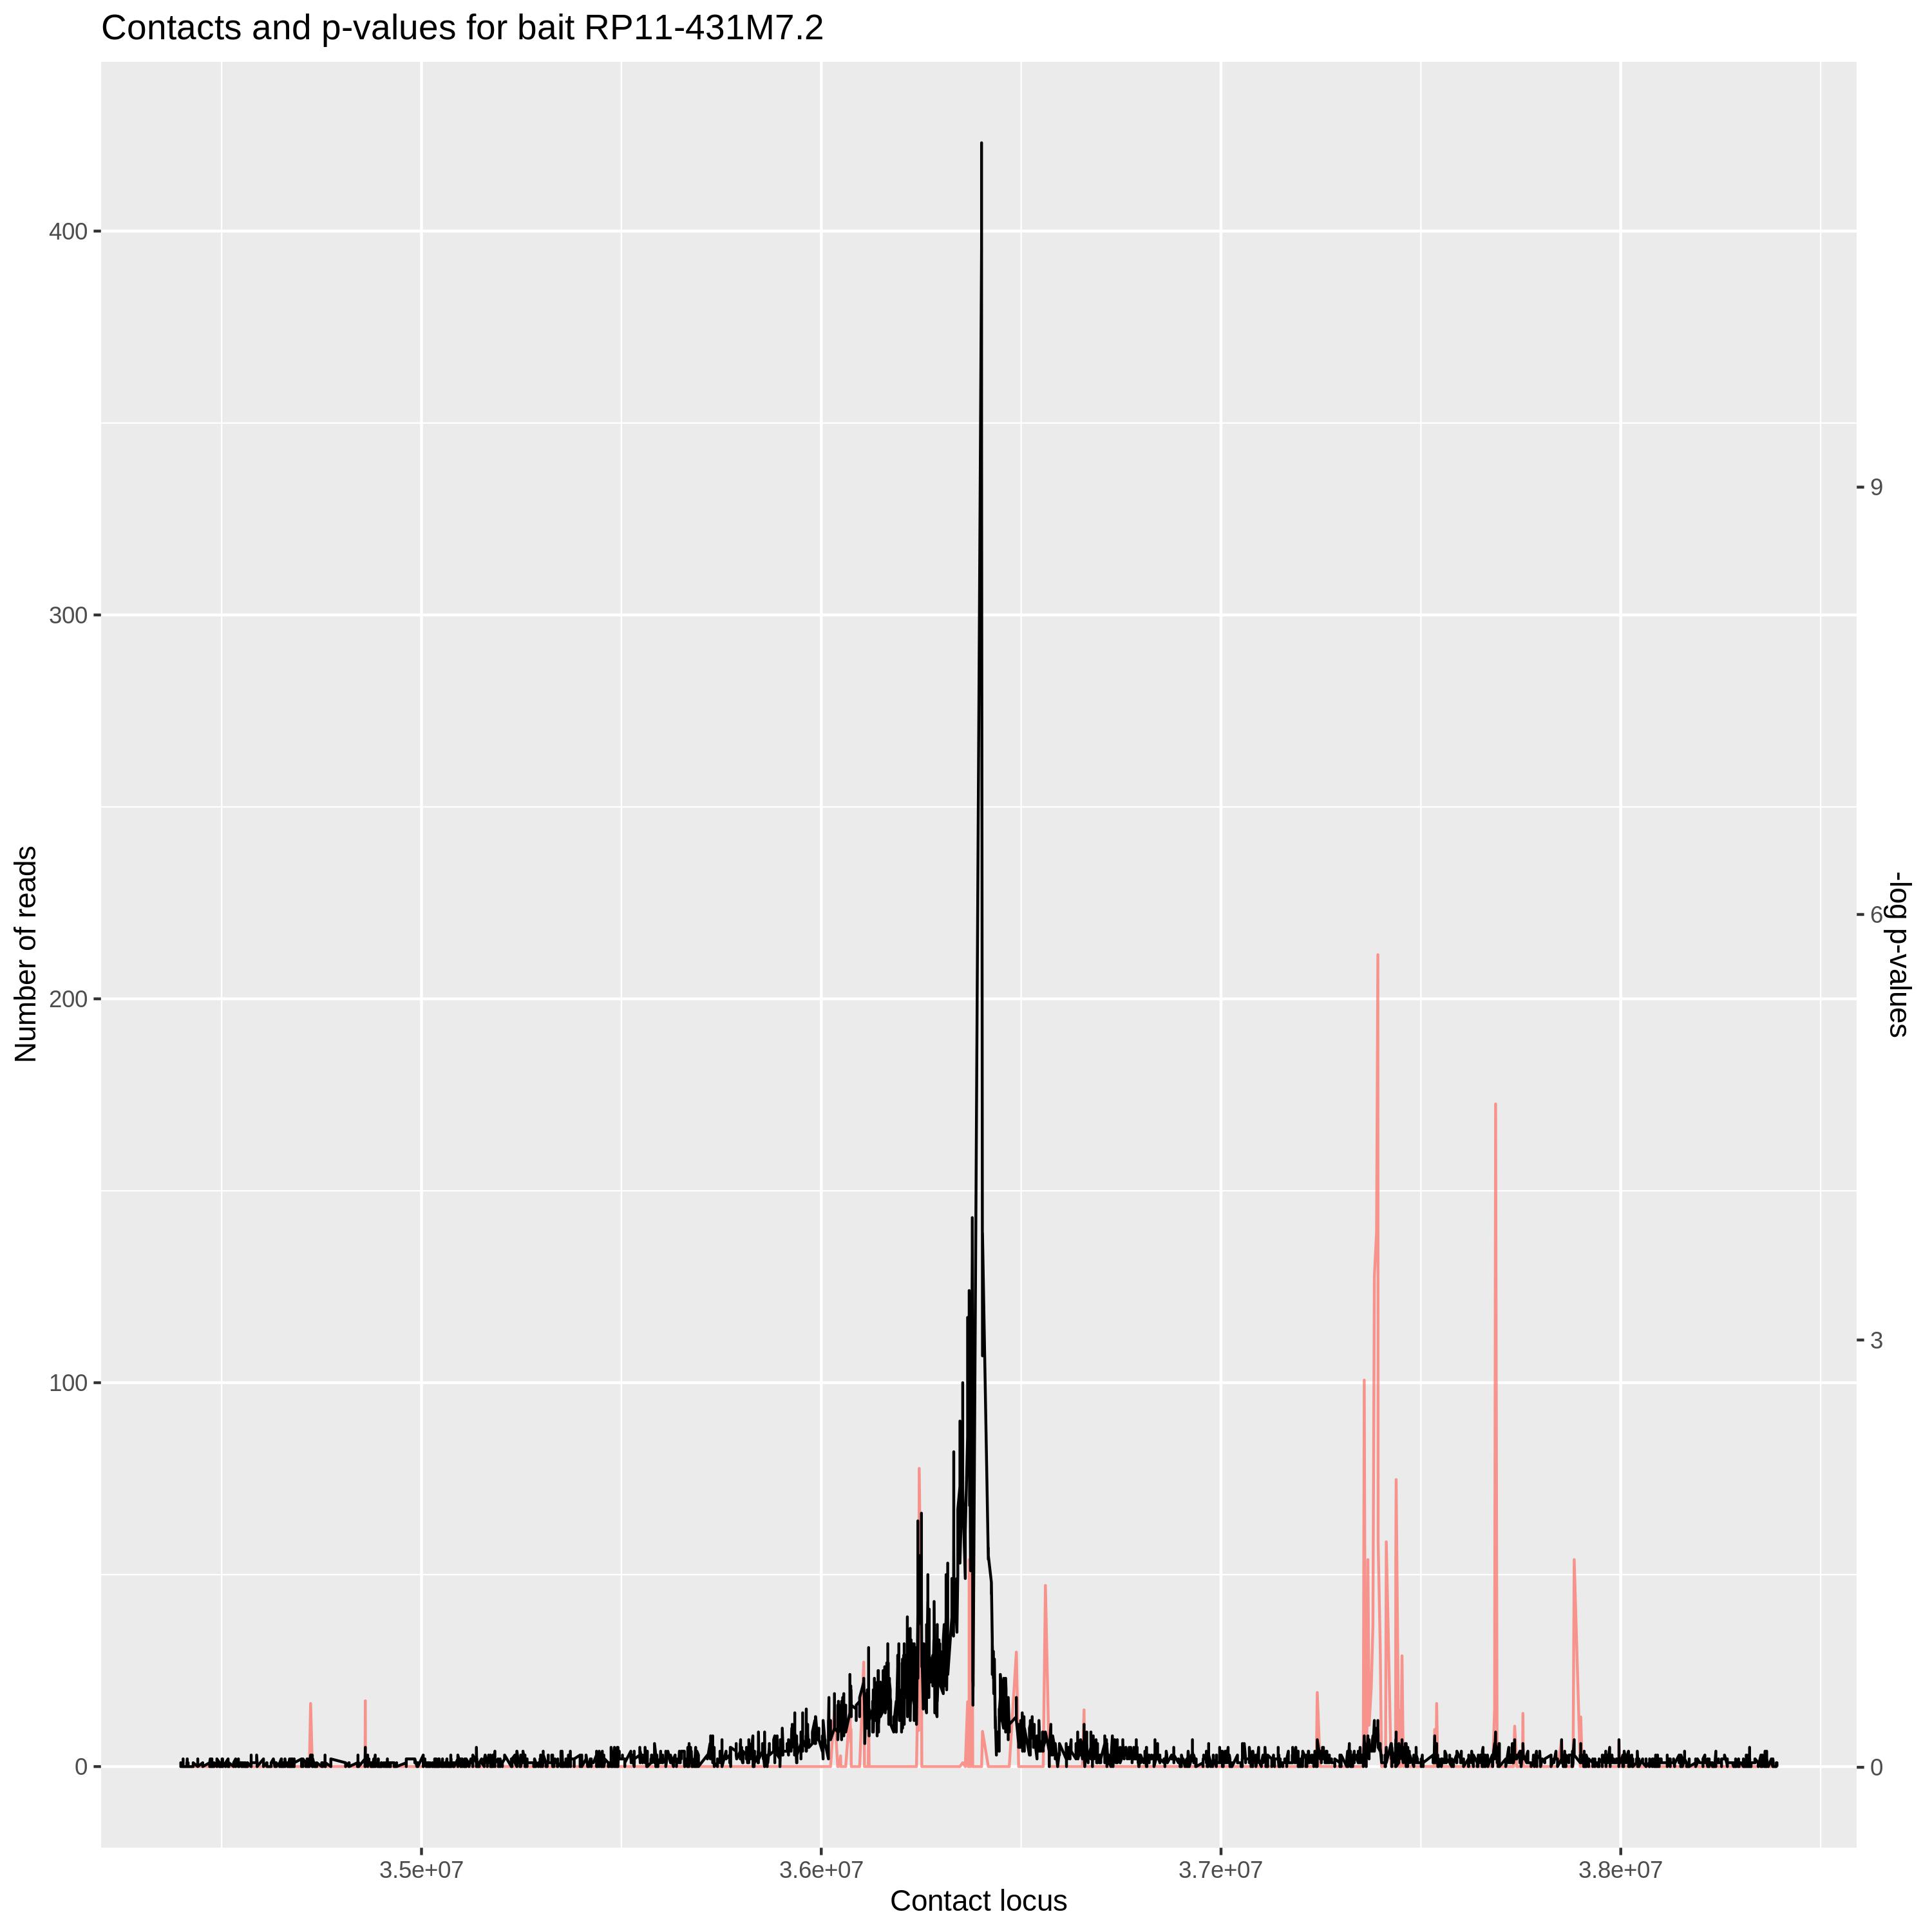 Contacts and p-values for bait RP11-431M7.2
400
300
200
100
0
Number of reads
9
6
3
0
-log p-values
3.5e+07
3.6e+07
3.7e+07
3.8e+07
Contact locus